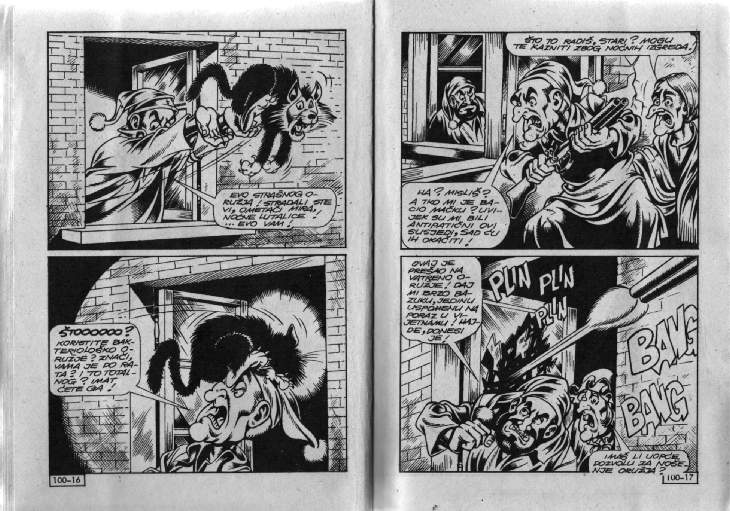 EVO STRAŠNOG O-
RUŽJA! STRADALI STE
VI, OMETAČI MIRA,
NOĆNE LUTALICE!
... EVO VAM!
ŠTOOOOOO?
KORISTITE BAK-
TERIOLOŠKO O-
RUŽJE? ZNAČI,
VAMA JE DO RA-
TA? I TO TOTAL-
NOG? IMAT
ĆETE GA!
100-16
ŠTO TO RADIŠ, STARI? MOGU
TE KAZNITI ZBOG NOĆNIH IZGREDA!
HA? MISLIŠ?
A TKO MI JE BA-
CIO MAČKU? UVI-
JEK SU MI BILI
ANTIPATIČNI OVI
SUSJEDI, SAD ĆU
IH OKAČITI!
OVAJ JE
PREŠAO NA
VATRENO O-
RUŽJE! DAJ
MI BRZO BA-
ZUKU, JEDINU
USPOMENU NA
PORAZ U VI-
JETNAMU! HAJ-
DE, DONESI
JE!
PLIN PLIN
PLIN
BANG
BANG
IMAŠ LI UOPĆE
DOZVOLU ZA NOŠE-
NJE ORUŽJA?
100-17